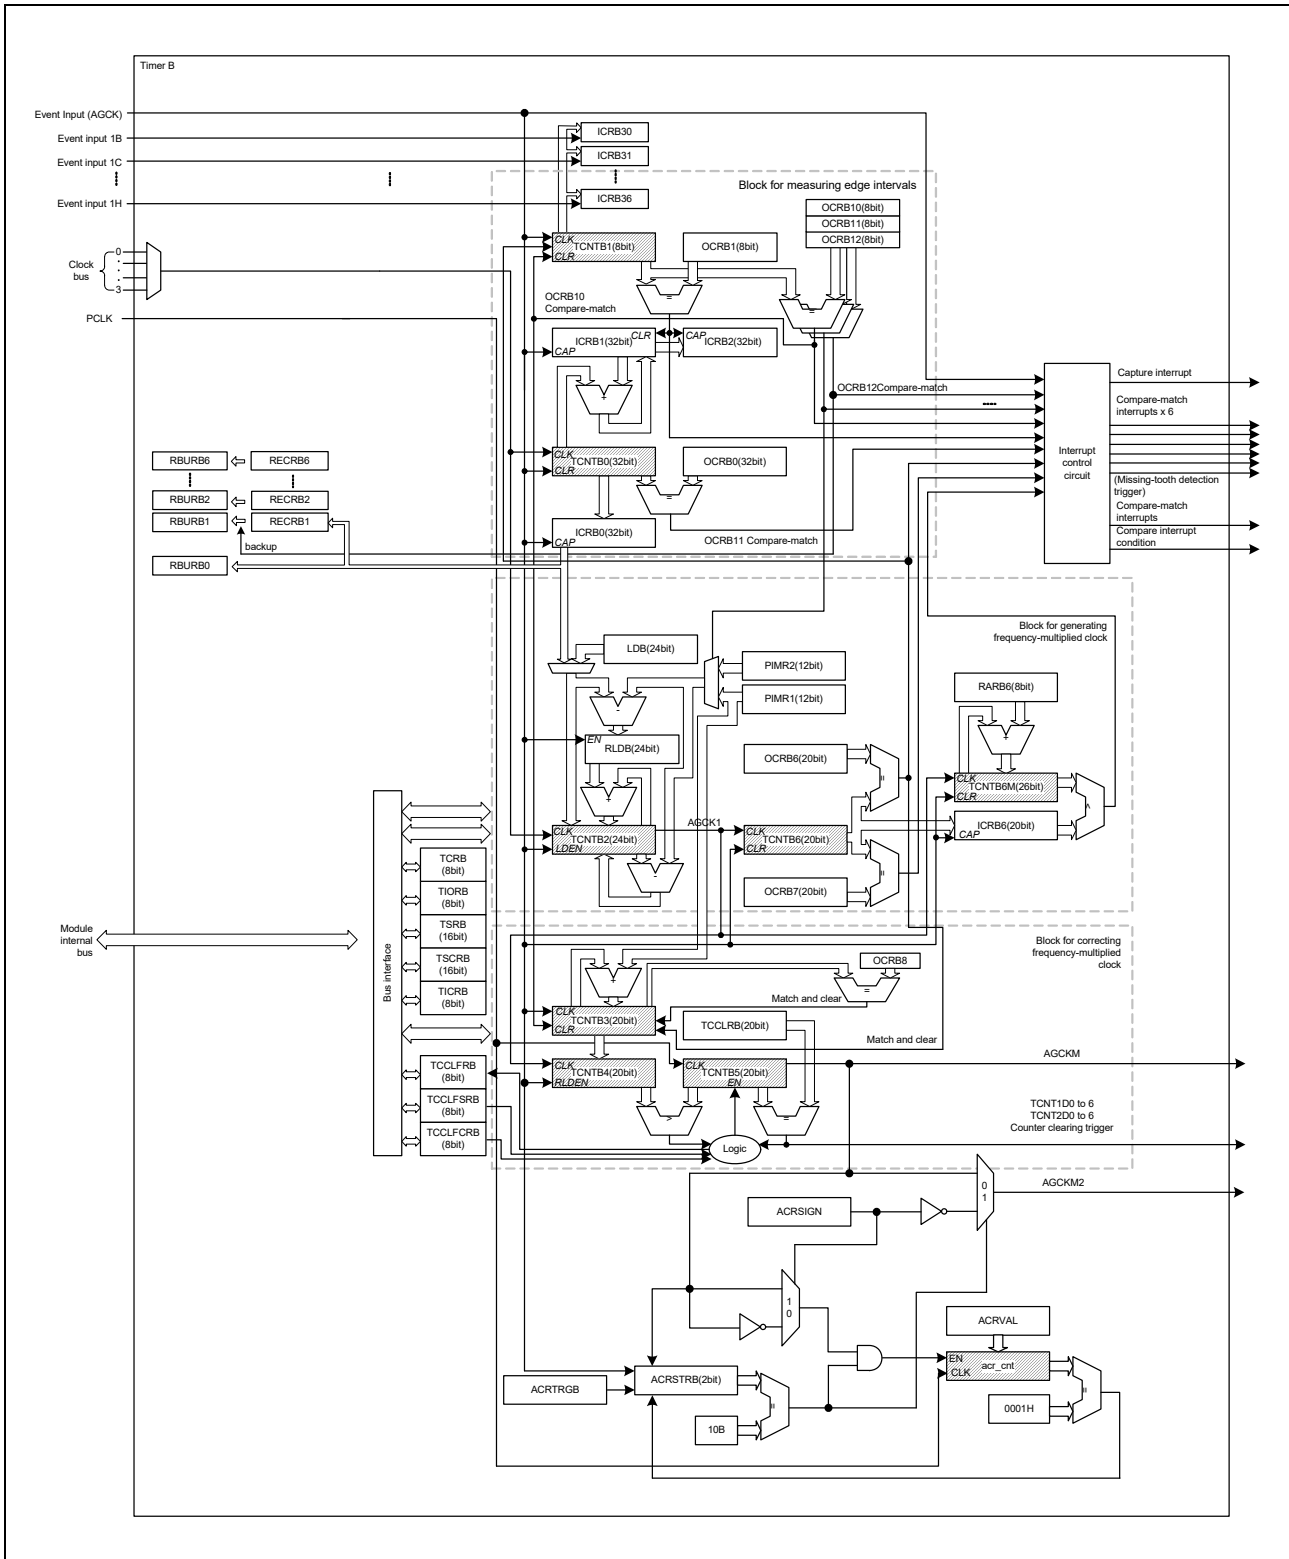 Timer B
Event Input (AGCK)
Event input 1B
Event input 1C
Event input 1H
ICRB30
ICRB31
ICRB36
Block for measuring edge intervals
OCRB10(8bit)
OCRB11(8bit)
OCRB12(8bit)
CLK
TCNTB1(8bit)
CLR
OCRB1(8bit)
=
=
Clock
bus
0
3
PCLK
OCRB10
Compare-match
ICRB1(32bit)
CLR
CAP
CAP
ICRB2(32bit)
+
OCRB12Compare-match
Capture interrupt
Compare-match
interrupts x 6
Interrupt
control
circuit
(Missing-tooth detection
trigger)
Compare-match
interrupts
Compare interrupt
condition
CLK
TCNTB0(32bit)
CLR
OCRB0(32bit)
=
ICRB0(32bit)
CAP
OCRB11 Compare-match
RBURB6
RECRB6
RBURB2
RECRB2
RBURB1
RECRB1
backup
RBURB0
Block for generating
frequency-multiplied clock
LDB(24bit)
PIMR2(12bit)
PIMR1(12bit)
RARB6(8bit)
-
EN
RLDB(24bit)
+
+
OCRB6(20bit)
=
CLK
TCNTB6M(26bit)
CLR
AGCK1
CLK
TCNTB2(24bit)
LDEN
CLK
TCNTB6(20bit)
CLR
ICRB6(20bit)
CAP
<
-
OCRB7(20bit)
=
Module
internal
bus
Bus interface
TCRB
(8bit)
TIORB
(8bit)
TSRB
(16bit)
TSCRB
(16bit)
TICRB
(8bit)
TCCLFRB
(8bit)
TCCLFSRB
(8bit)
TCCLFCRB
(8bit)
Block for correcting
frequency-multiplied
clock
OCRB8
+
=
Match and clear
CLK
TCNTB3(20bit)
CLR
TCCLRB(20bit)
Match and clear
CLK
TCNTB4(20bit)
RLDEN
CLK
TCNTB5(20bit)
EN
AGCKM
>
=
Logic
TCNT1D0 to 6
TCNT2D0 to 6
Counter clearing trigger
0
1
AGCKM2
ACRSIGN
1
0
ACRVAL
EN
acr_cnt
CLK
ACRTRGB
ACRSTRB(2bit)
=
10B
0001H
=